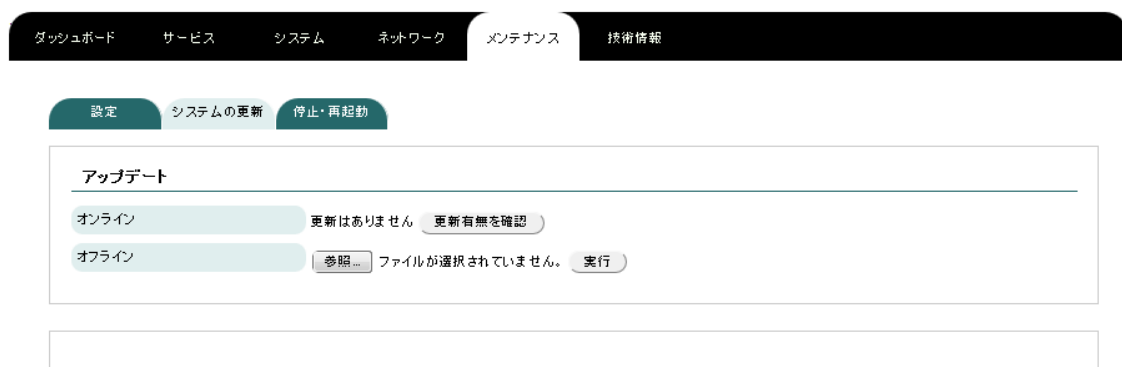 ダッシュボード サービス システム ネットワーク メンテナンス 技術情報
設定 システムの更新 停止・再起動
アップデート
オンライン 更新はありません 更新有無を確認
オフライン 参照... ファイルが選択されていません。 実行